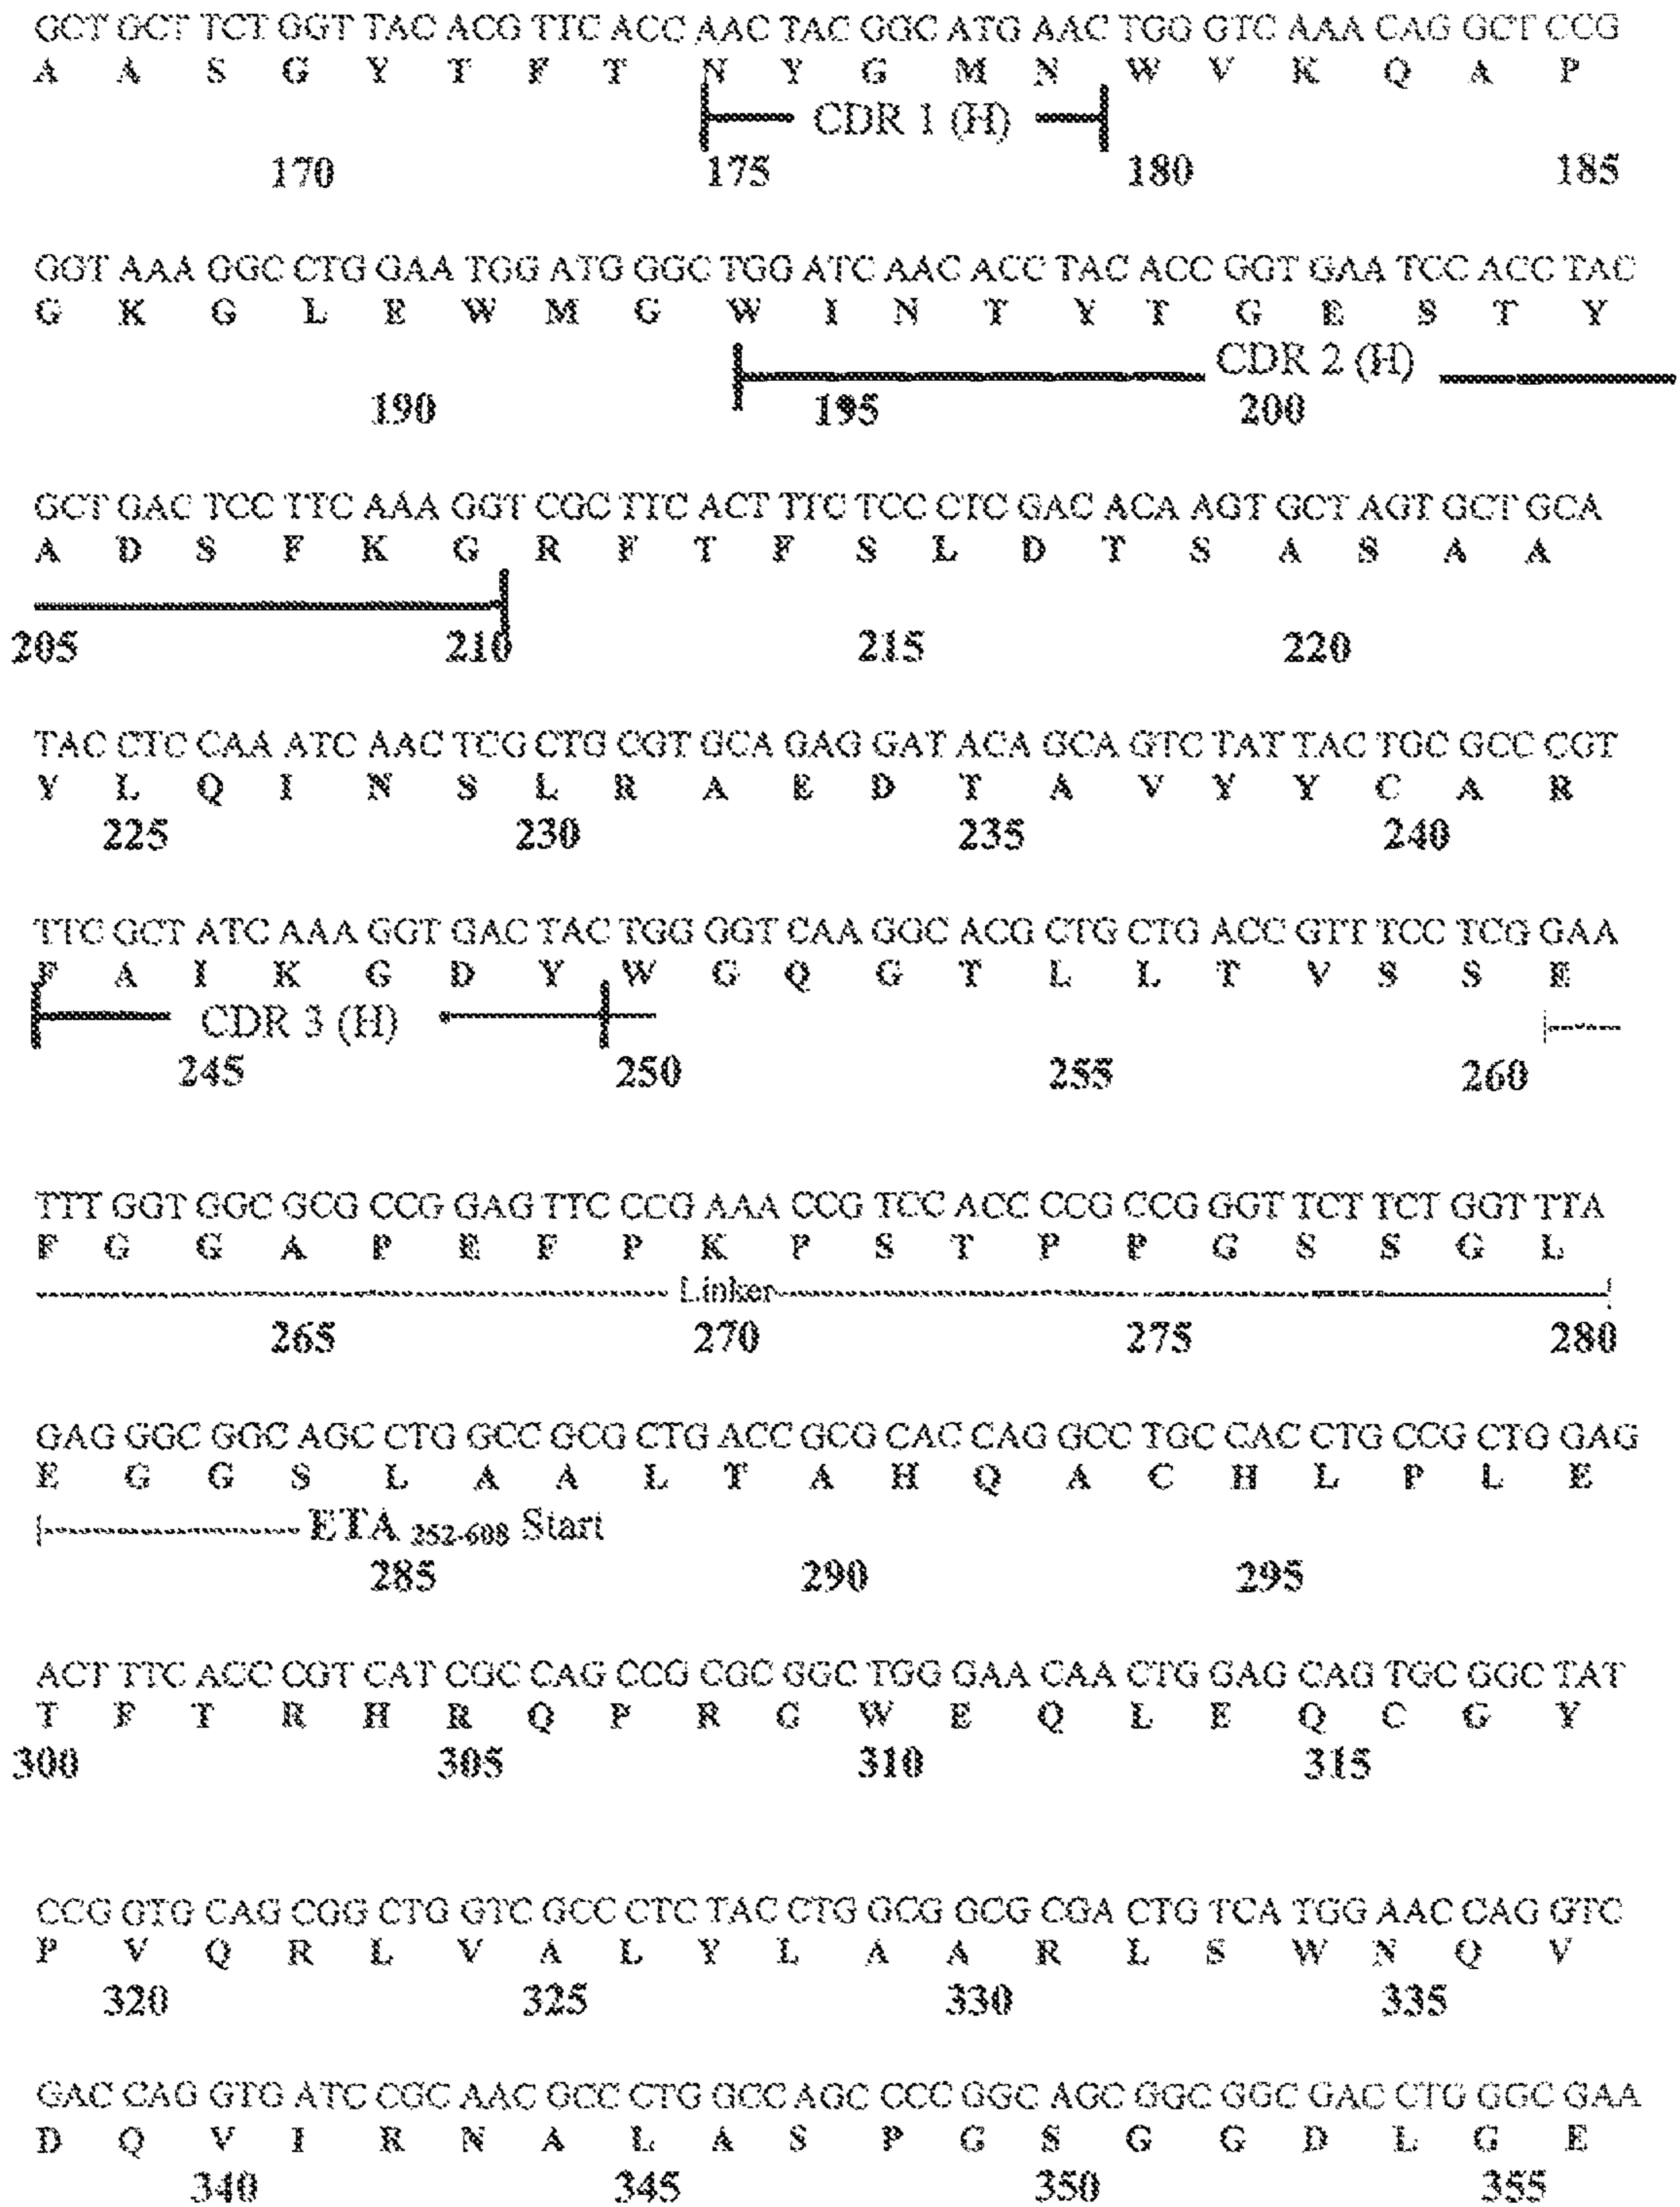 GCT GCT TCT GGT TAC ACG TTC ACC AAC TAC GGC ATG AAC TGG GTC AAA CAG GCT CCG
A A S G Y T F T N Y G M N W V K Q A P
CDR 1 (H)
170 175 180 185
GGT AAA GGC CTG GAA TGG ATG GGC TGG ATC AAC ACC TAC ACC GGT GAA TCC ACC TAC
G K G L E W M G W I N T Y T G E S T Y
CDR 2 (H)
190 195 200
GCT GAC TCC TTC AAA GGT CGC TTC ACT TTC TCC CTC GAC ACA AGT GCT AGT GCT GCA
A D S F K G R F T F S L D T S A S A A
205 210 215 220
TAC CTC CAA ATC AAC TCG CTG CGT GCA GAG GAT ACA GCA GTC TAT TAC TGC GCC CGT
Y L Q I N S L R A E D T A V Y Y C A R
225 230 235 240
TTC GCT ATC AAA GGT GAC TAC TGG GGT CAA GGC ACG CTG CTG ACC GTT TCC TCG GAA
F A I K G D Y W G Q G T L L T V S S E
CDR 3 (H)
245 250 255 260
TTT GGT GGC GCG CCG GAG TTC CCG AAA CCG TCC ACC CCG CCG GGT TCT TCT GGT TTA
F G G A P E F P K P S T P P G S S G L
Linker
265 270 275 280
GAG GGC GGC AGC CTG GCC GCG CTG ACC GCG CAC CAG GCC TGC CAC CTG CCG CTG GAG
E G G S L A A L T A H Q A C H L P L E
ETA 252-608 Start
285 290 295
ACT TTC ACC CGT CAT CGC CAG CCG CGC GGC TGG GAA CAA CTG GAG CAG TGC GGC TAT
T F T R H R Q P R G W E Q L E Q C G Y
300 305 310 315
CCG GTG CAG CGG CTG GTC GCC CTC TAC CTG GCG GCG CGA CTG TCA TGG AAC CAG GTC
P V Q R L V A L Y L A A R L S W N Q V
320 325 330 335
GAC CAG GTG ATC CGC AAC GCC CTG GCC AGC CCC GGC AGC GGC GGC GAC CTG GGC GAA
D Q V I R N A L A S P G S G G D L G E
340 345 350 355